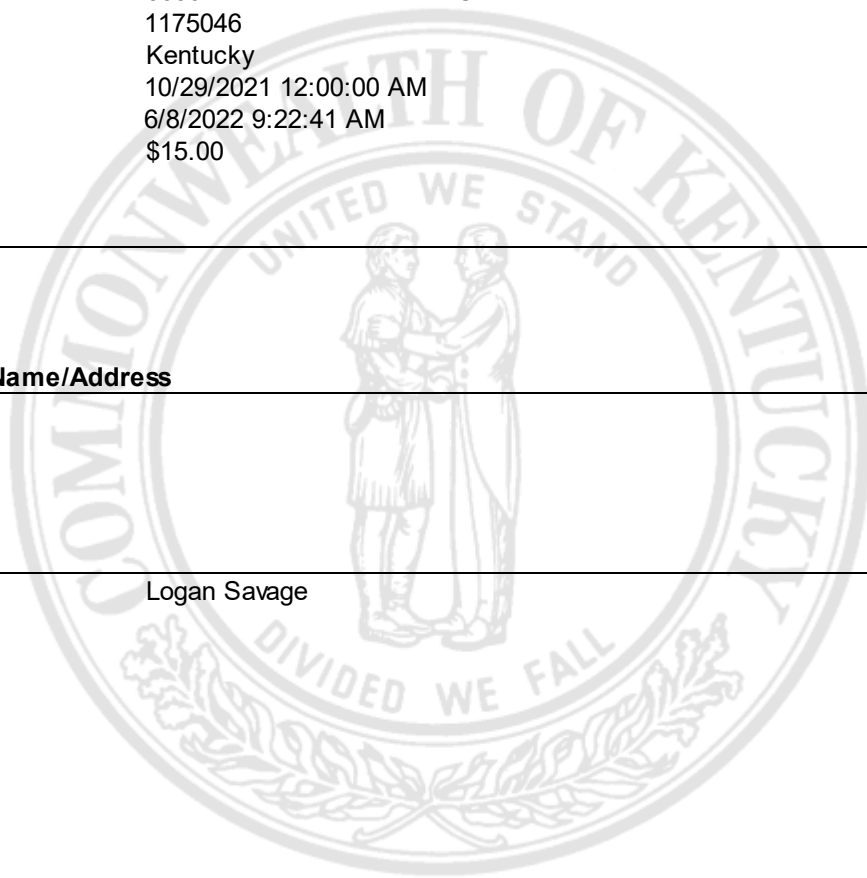 1175046
Kentucky
10/29/2021 12:00:00 AM
6/8/2022 9:22:41 AM
$15.00
COMMONWEALTH OF KENTUCKY
UNITED WE STAND
Name/Address
Logan Savage
DIVIDED WE FALL